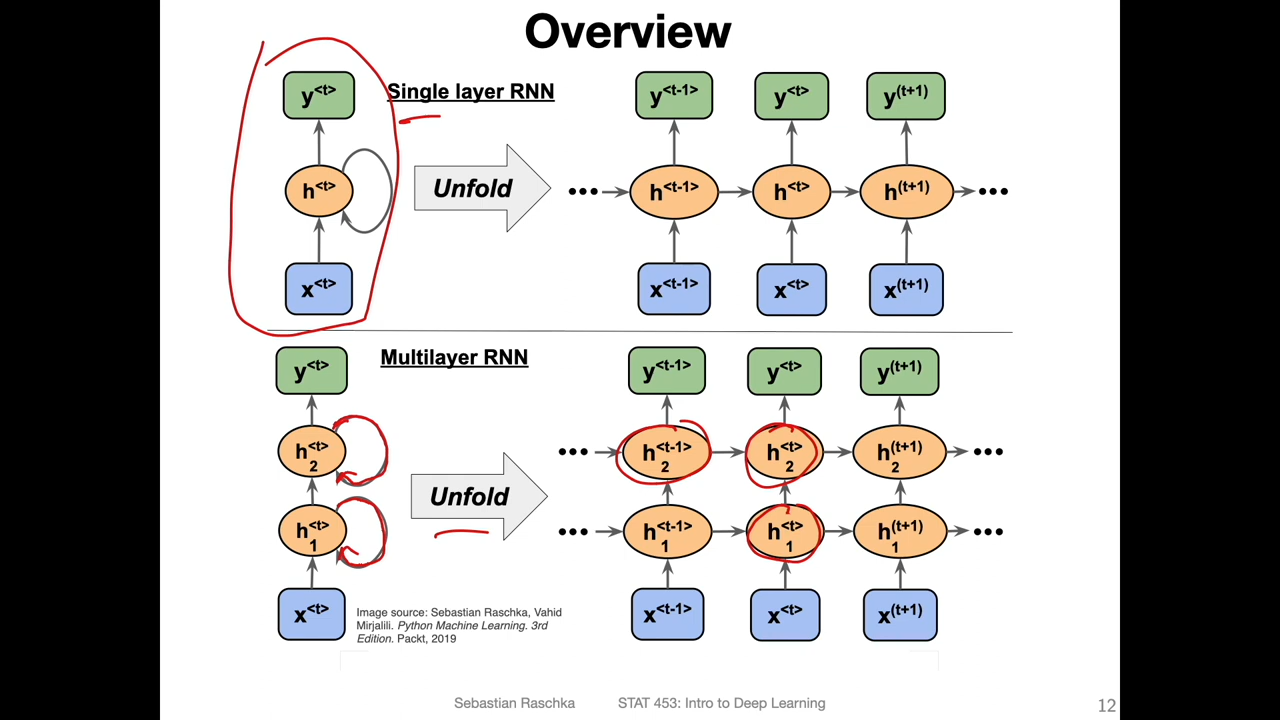 Overview
Single layer RNN
y<t>
h<t>
x<t>
Unfold
y<t-1> y<t> y(t+1)
••• h<t-1> h<t> h(t+1) •••
x<t-1> x<t> x(t+1)
Multilayer RNN
y<t>
h<t>2
h<t>1
x<t>
Unfold
y<t-1> y<t> y(t+1)
••• h<t-1>2 h<t>2 h(t+1)2 •••
••• h<t-1>1 h<t>1 h(t+1)1 •••
x<t-1> x<t> x(t+1)
Image source: Sebastian Raschka, Vahid
Mirjalili. Python Machine Learning. 3rd
Edition. Packt, 2019
Sebastian Raschka STAT 453: Intro to Deep Learning 12